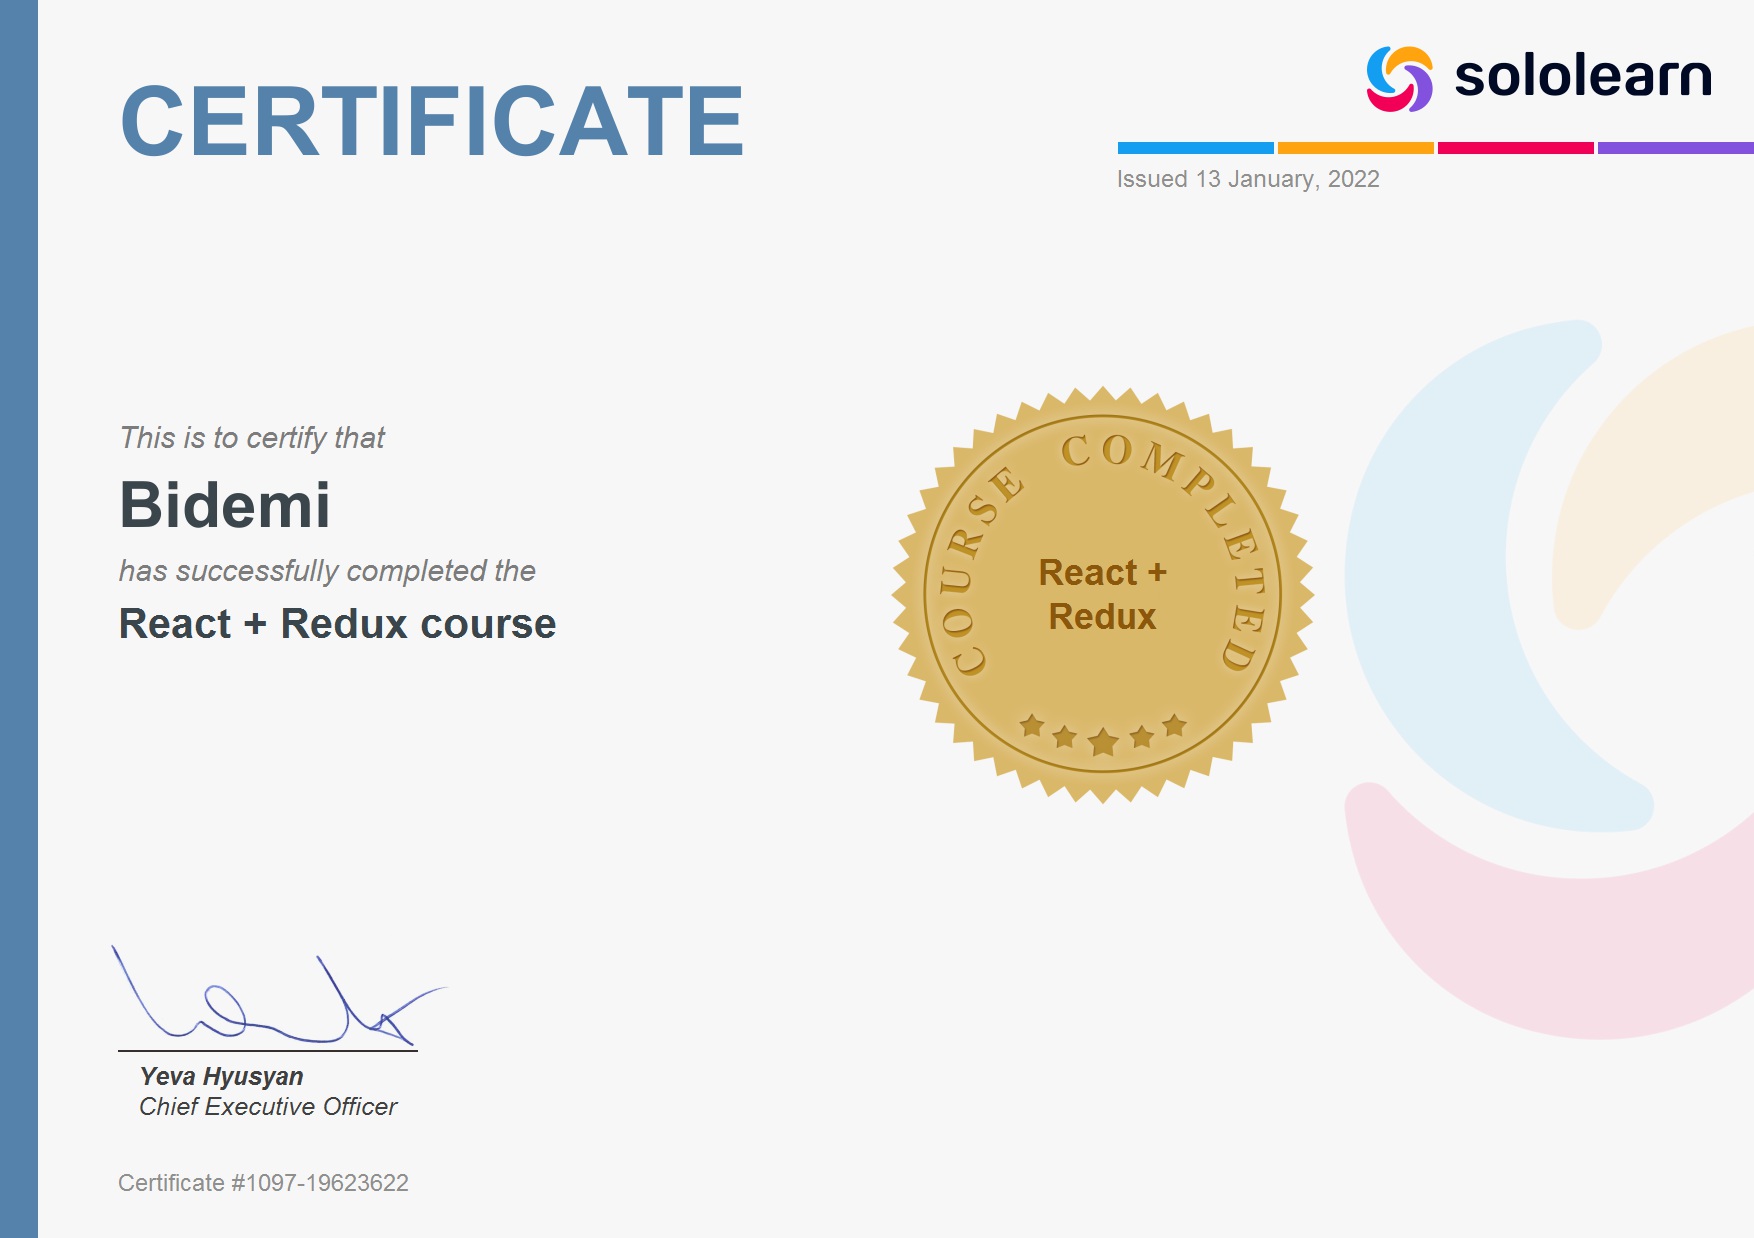 CERTIFICATE
sololearn
Issued 13 January, 2022
This is to certify that
Bidemi
has successfully completed the
React + Redux course
COURSE COMPLETED
React +
Redux
Yeva Hyusyan
Chief Executive Officer
Certificate #1097-19623622